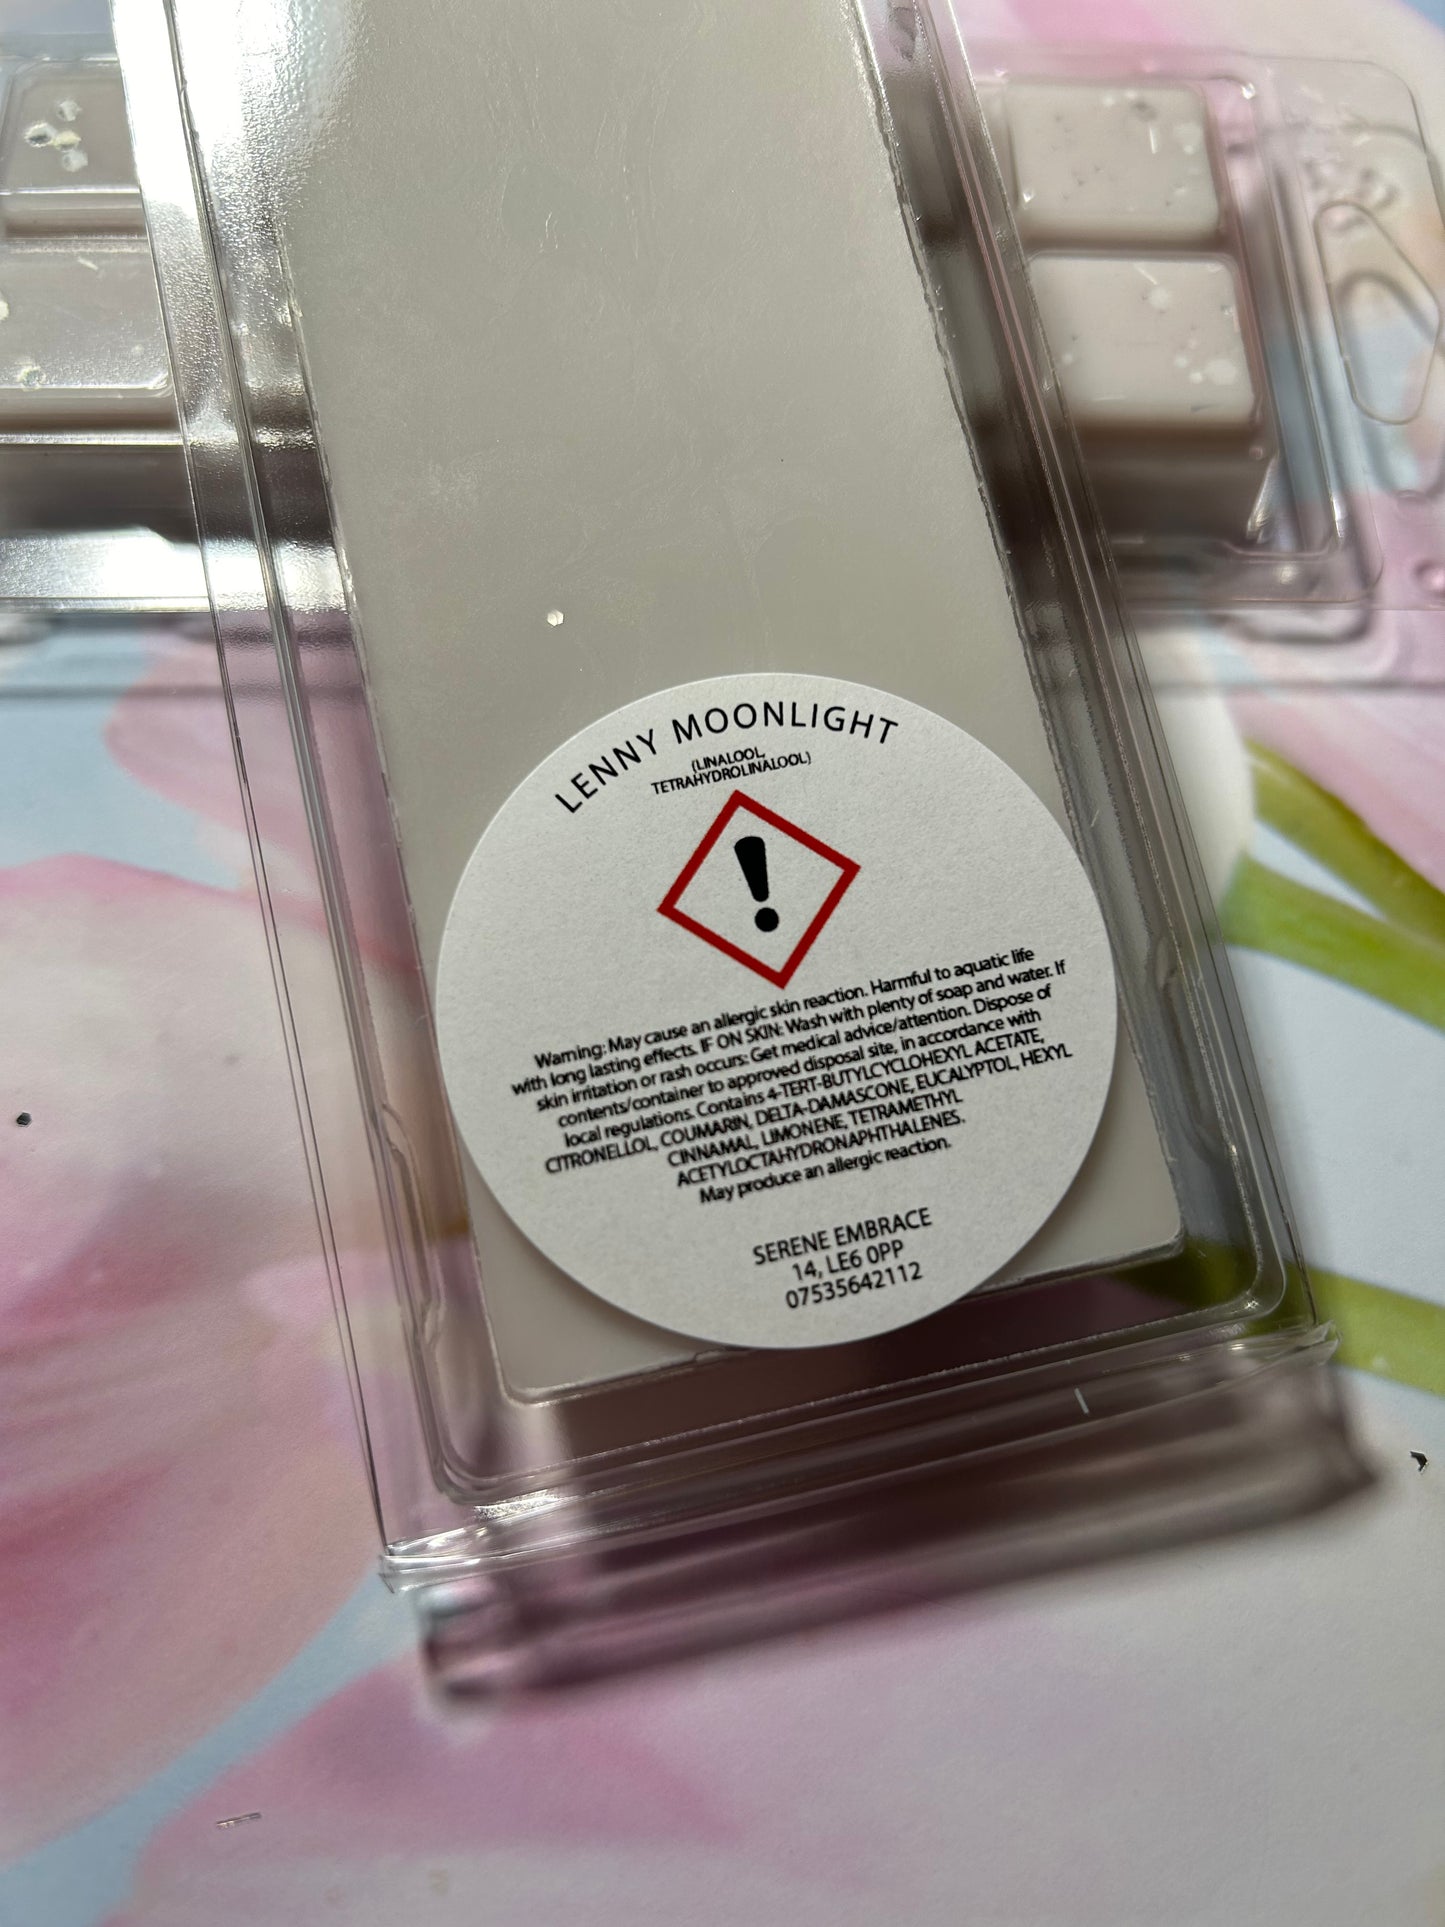 LENNY MOONLIGHT
(LINALOOL,
TETRAHYDROLINALOOL)
Warning: May cause an allergic skin reaction. Harmful to aquatic life
with long lasting effects. IF ON SKIN: Wash with plenty of soap and water. If
skin irritation or rash occurs: Get medical advice/attention. Dispose of
contents/container to approved disposal site, in accordance with
local regulations. Contains 4-TERT-BUTYLCYCLOHEXYL ACETATE,
CITRONELLOL, COUMARIN, DELTA-DAMASCONE, EUCALYPTOL, HEXYL
CINNAMAL, LIMONENE, TETRAMETHYL
ACETYLOCTAHYDRONAPHTHALENES.
May produce an allergic reaction.
SERENE EMBRACE
14, LE6 0PP
07535642112